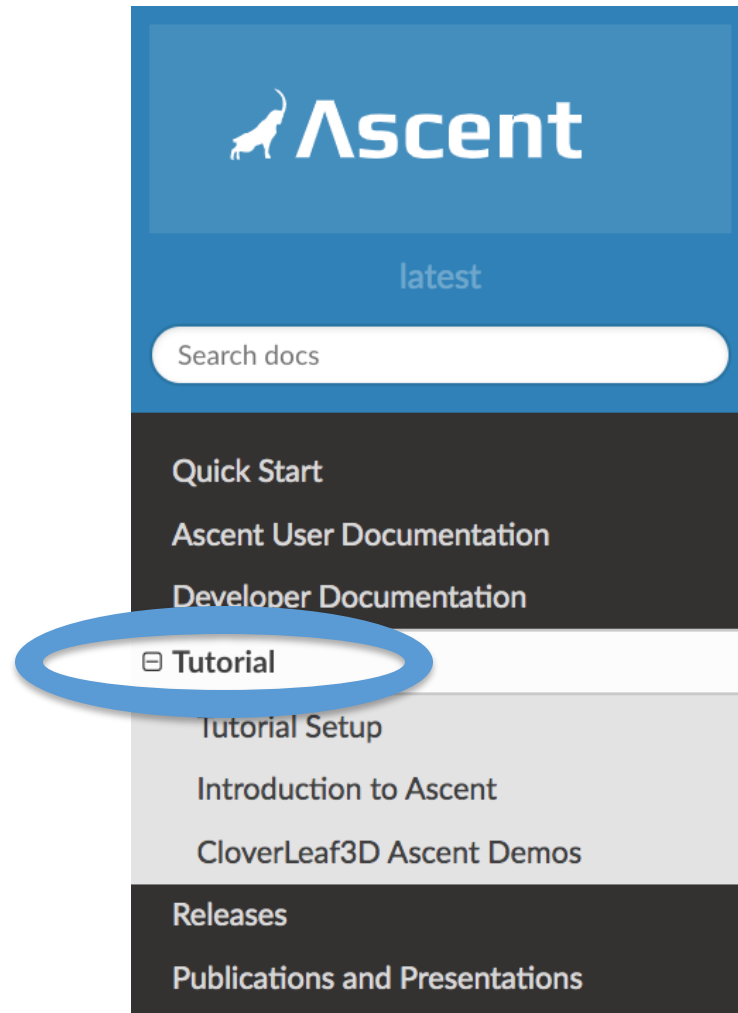 Ascent
latest
Search docs
Quick Start
Ascent User Documentation
Developer Documentation
Tutorial
Tutorial Setup
Introduction to Ascent
CloverLeaf3D Ascent Demos
Releases
Publications and Presentations